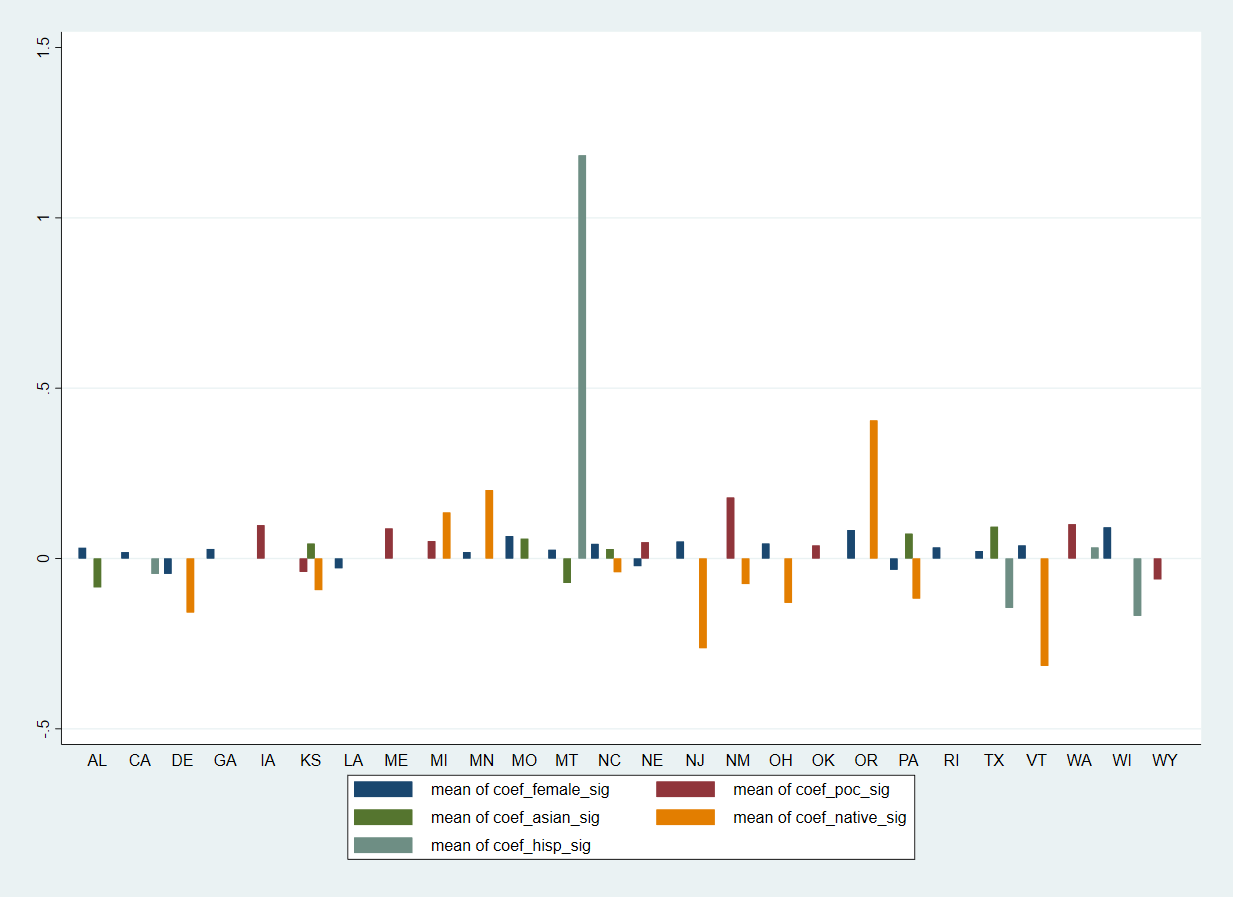 1.5
1
.5
0
-.5
AL CA DE GA IA KS LA ME MI MN MO MT NC NE NJ NM OH OK OR PA RI TX VT WA WI WY
mean of coef_female_sig mean of coef_poc_sig
mean of coef_asian_sig mean of coef_native_sig
mean of coef_hisp_sig